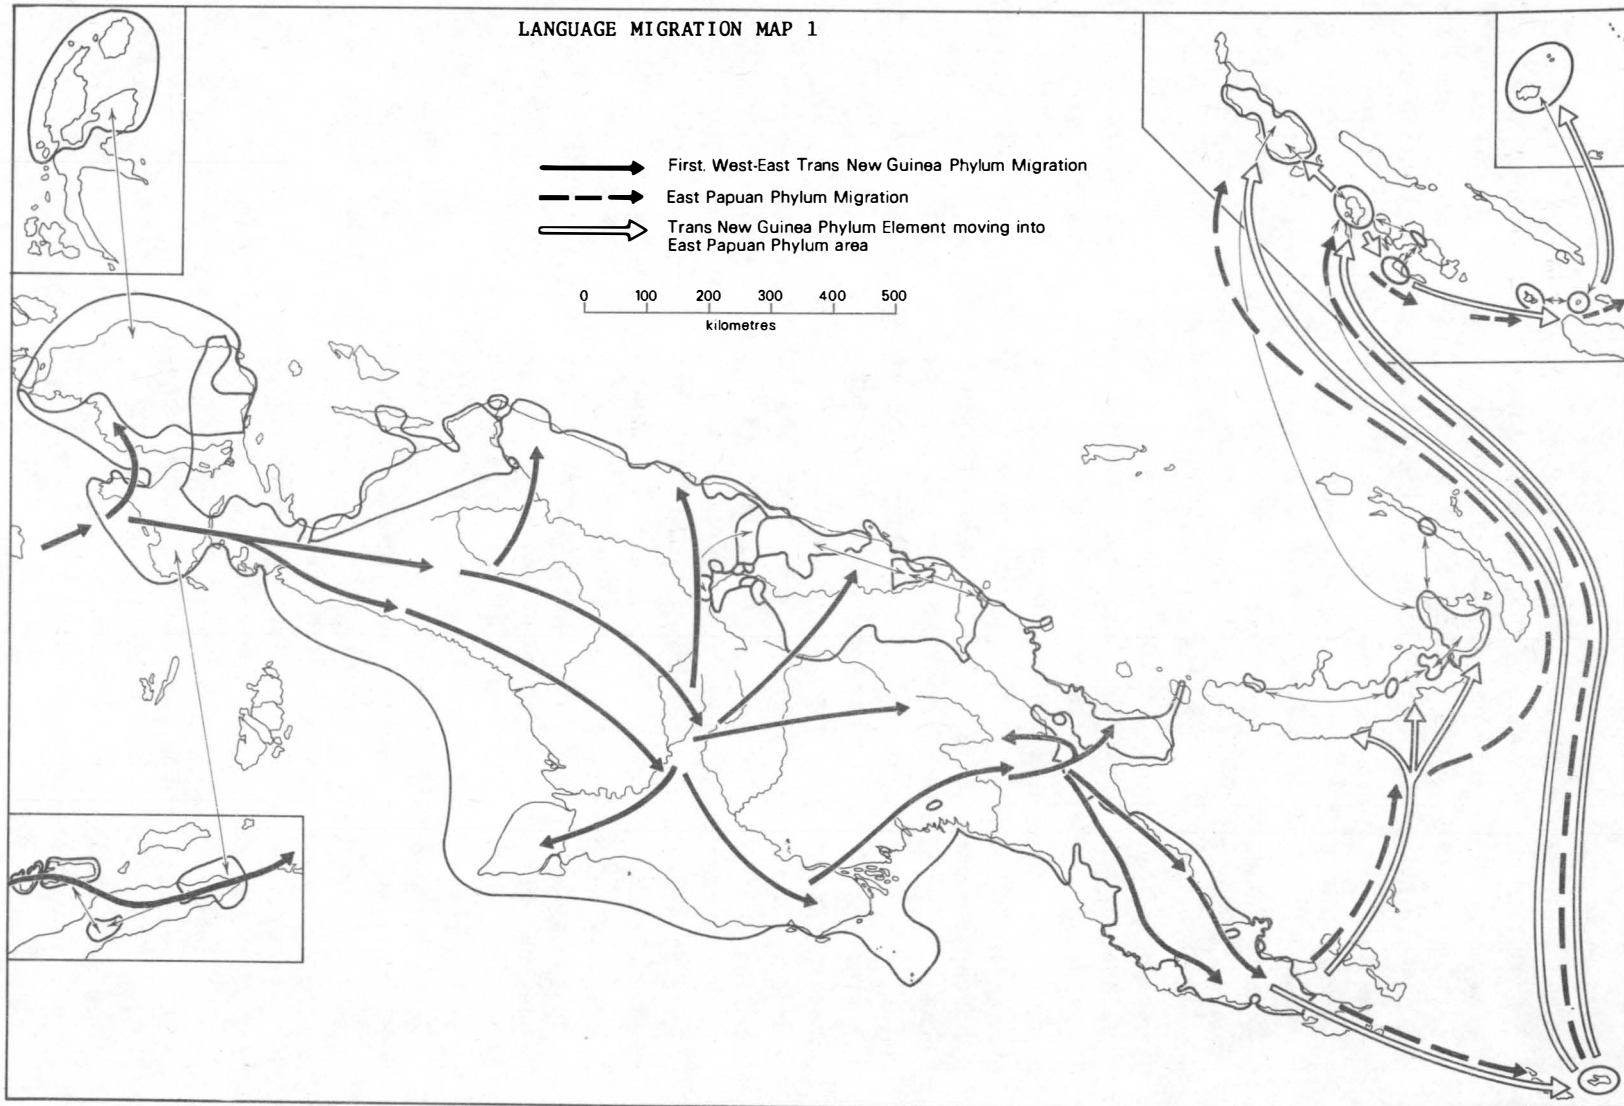 LANGUAGE MIGRATION MAP 1
First. West-East Trans New Guinea Phylum Migration
East Papuan Phylum Migration
Trans New Guinea Phylum Element moving into
East Papuan Phylum area
0 100 200 300 400 500
kilometres